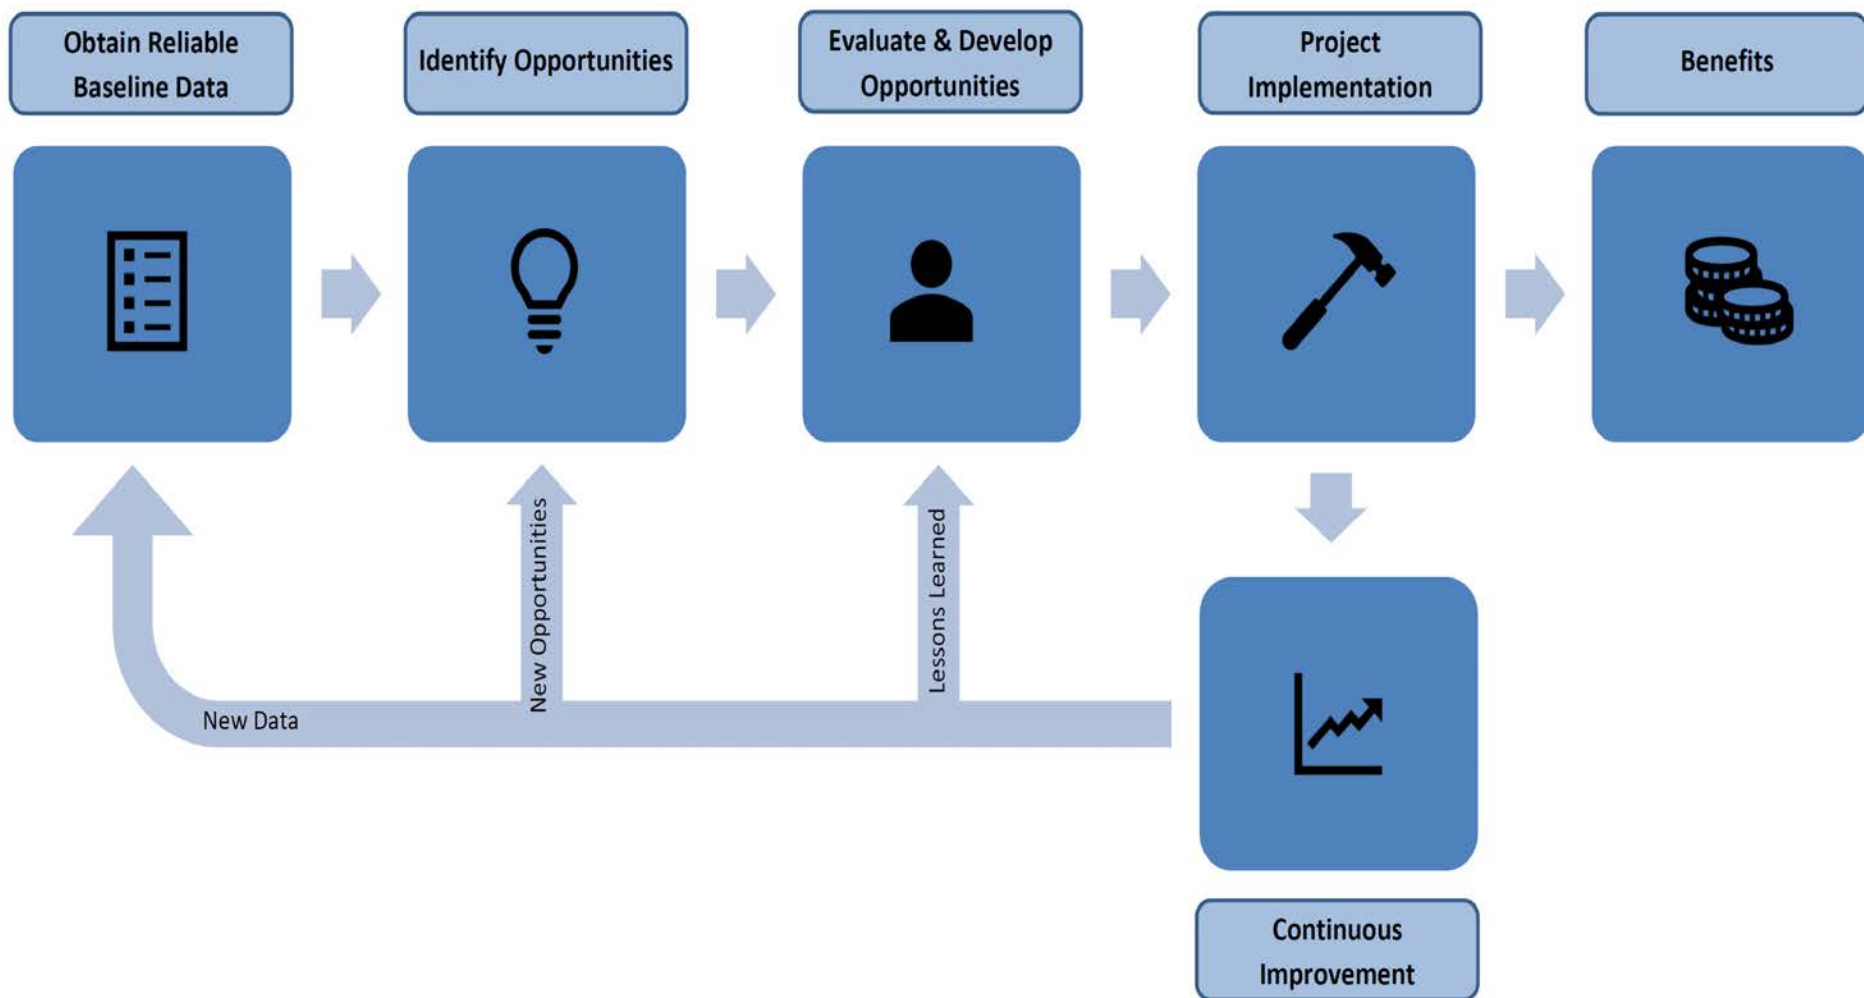 Obtain Reliable
Baseline Data
Identify Opportunities
Evaluate & Develop
Opportunities
Project
Implementation
Benefits
New Opportunities
Lessons Learned
New Data
Continuous
Improvement